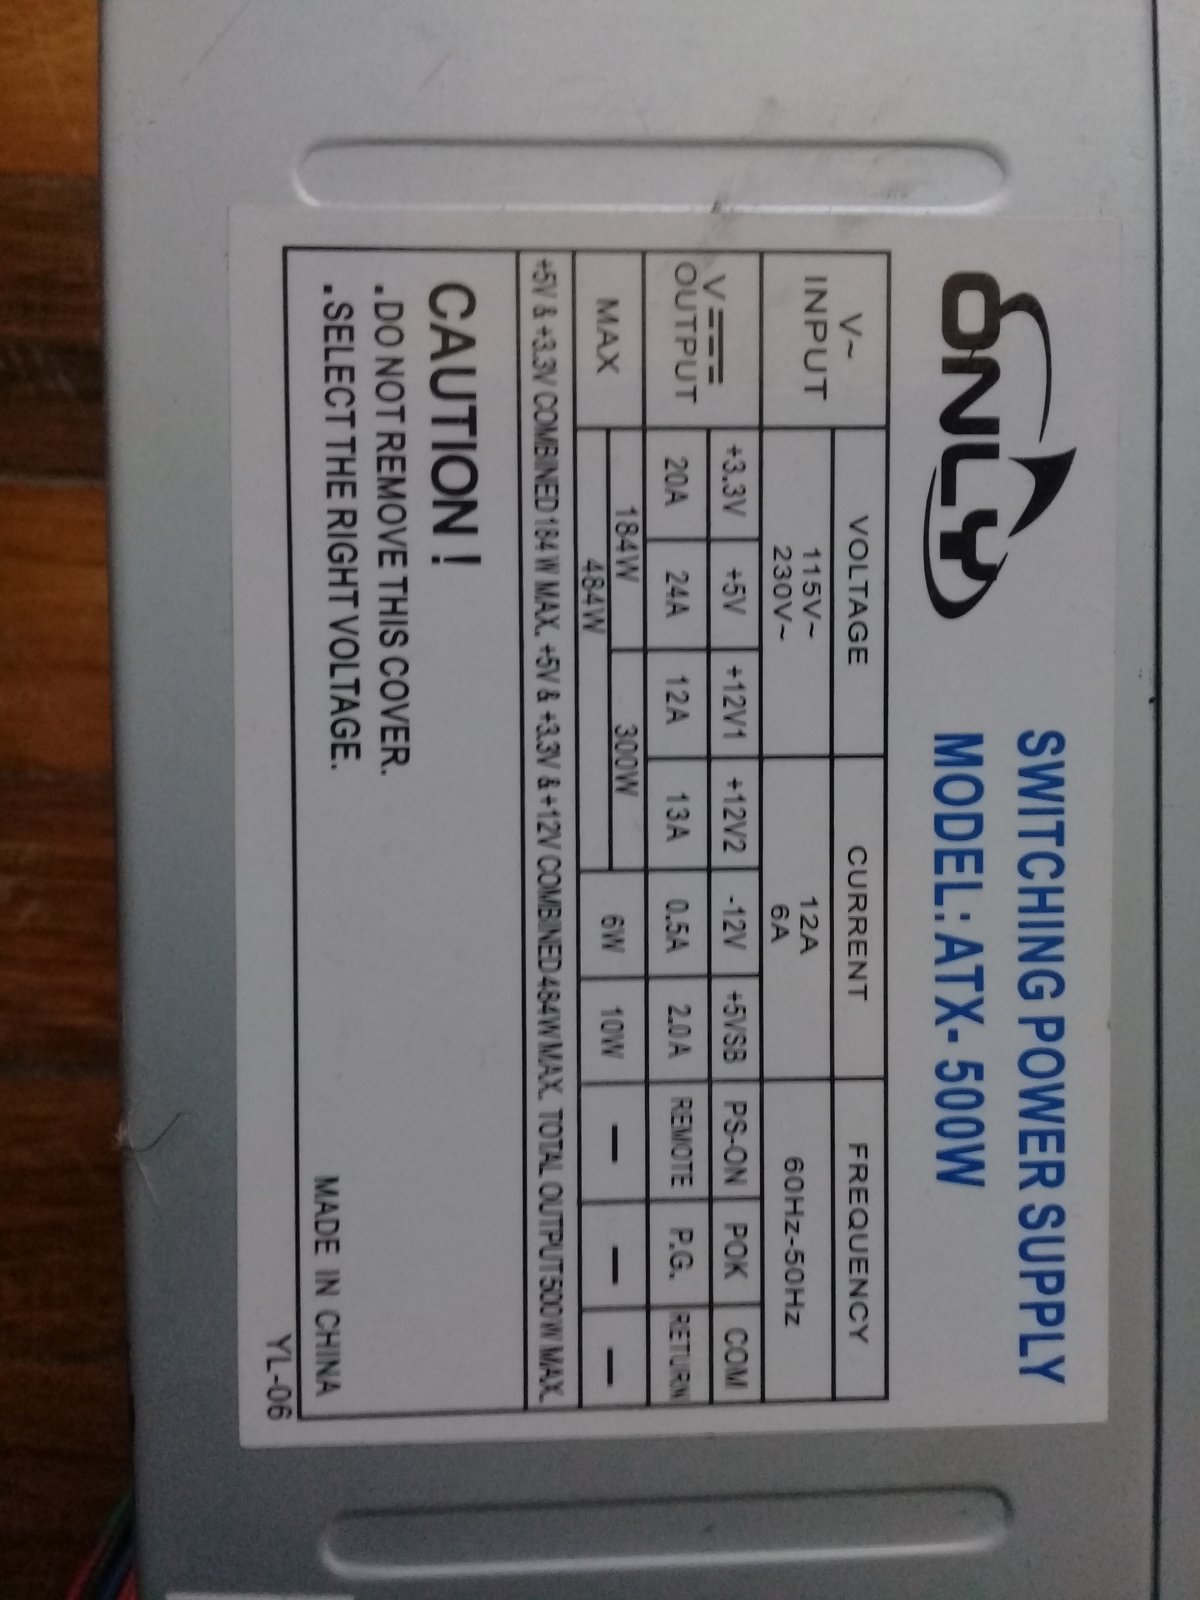 ONLY
SWITCHING POWER SUPPLY
MODEL: ATX- 500W
V~ INPUT VOLTAGE CURRENT FREQUENCY
115V~ 12A 60Hz-50Hz
230V~ 6A
V OUTPUT +3.3V +5V +12V1 +12V2 -12V +5VSB PS-ON POK COM
20A 24A 12A 13A 0.5A 2.0A REMOTE P.G. RETURN
MAX 184W 300W 6W 10W — — —
484W
+5V & +3.3V COMBINED 184 W MAX. +5V & +3.3V & +12V COMBINED 484W MAX. TOTAL OUTPUT 500 W MAX.
CAUTION !
.DO NOT REMOVE THIS COVER.
.SELECT THE RIGHT VOLTAGE.
MADE IN CHINA
YL-06